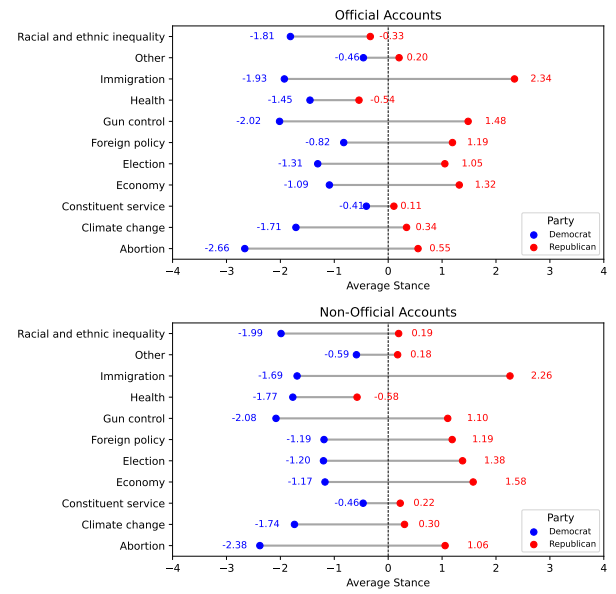 Official Accounts
Racial and ethnic inequality -1.81 -0.33
Other -0.46 0.20
Immigration -1.93 2.34
Health -1.45 -0.54
Gun control -2.02 1.48
Foreign policy -0.82 1.19
Election -1.31 1.05
Economy -1.09 1.32
Constituent service -0.41 0.11
Climate change -1.71 0.34
Abortion -2.66 0.55
Party
Democrat
Republican
−4 −3 −2 −1 0 1 2 3 4
Average Stance
Non-Official Accounts
Racial and ethnic inequality -1.99 0.19
Other -0.59 0.18
Immigration -1.69 2.26
Health -1.77 -0.58
Gun control -2.08 1.10
Foreign policy -1.19 1.19
Election -1.20 1.38
Economy -1.17 1.58
Constituent service -0.46 0.22
Climate change -1.74 0.30
Abortion -2.38 1.06
Party
Democrat
Republican
−4 −3 −2 −1 0 1 2 3 4
Average Stance